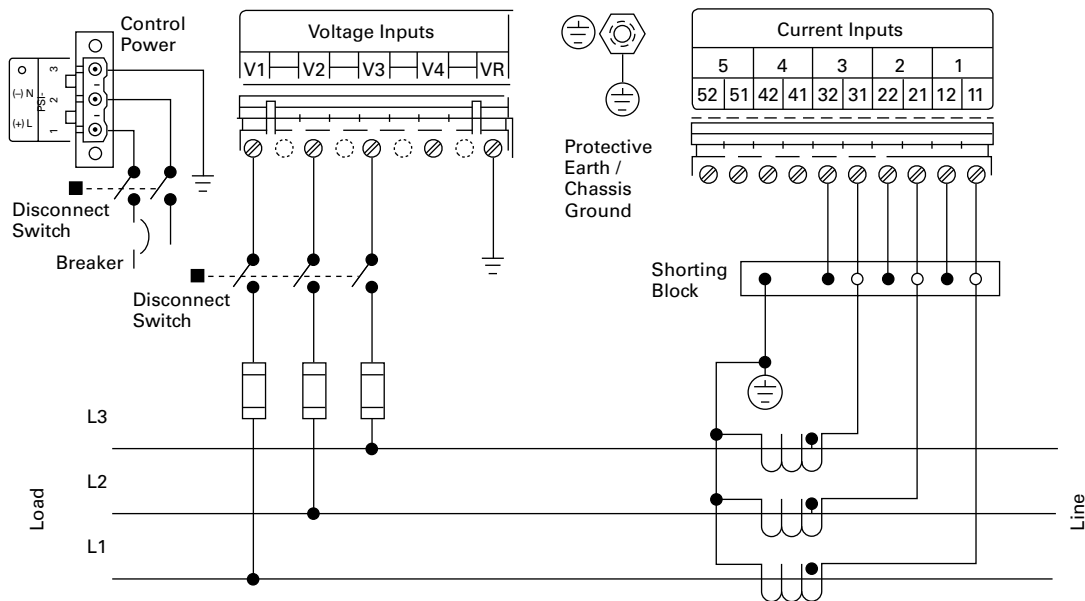 Control
Power
3
(–) N
2
PSI-
(+) L
1
Disconnect
Switch
Breaker
Voltage Inputs
V1 V2 V3 V4 VR
Disconnect
Switch
Protective
Earth /
Chassis
Ground
Current Inputs
5 4 3 2 1
52 51 42 41 32 31 22 21 12 11
Shorting
Block
L3
L2
L1
Load
Line